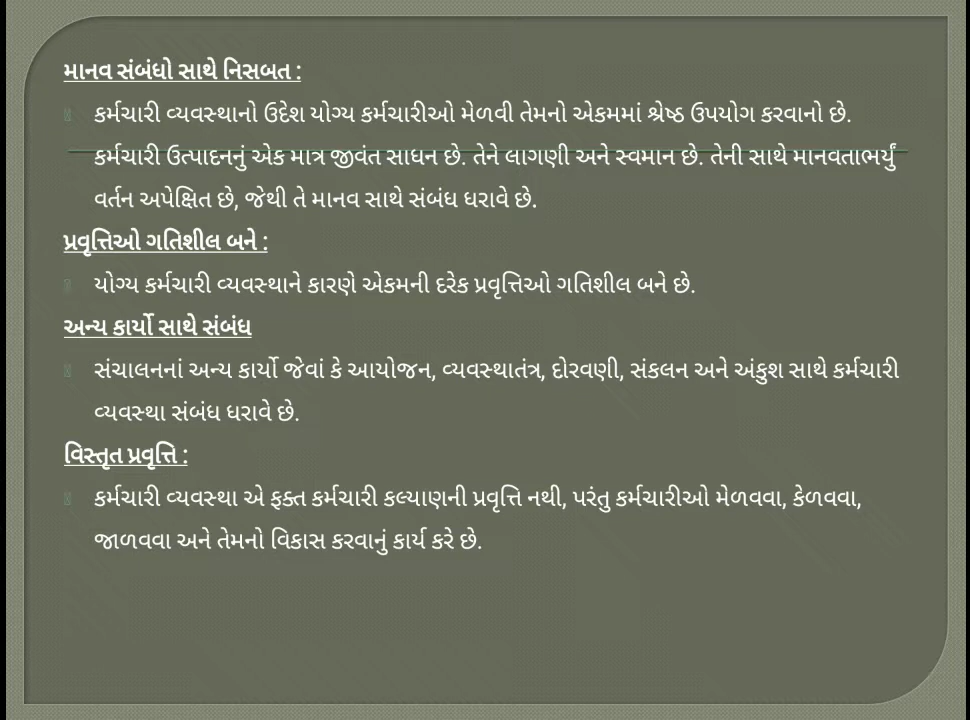 માનવ સંબંધો સાથે નિસબત :
કર્મચારી વ્યવસ્થાનો ઉદેશ યોગ્ય કર્મચારીઓ મેળવી તેમનો એકમમાં શ્રેષ્ઠ ઉપયોગ કરવાનો છે.
કર્મચારી ઉત્પાદનનું એક માત્ર જીવંત સાધન છે. તેને લાગણી અને સ્વમાન છે. તેની સાથે માનવતાભર્યું
વર્તન અપેક્ષિત છે, જેથી તે માનવ સાથે સંબંધ ધરાવે છે.
પ્રવૃત્તિઓ ગતિશીલ બને :
યોગ્ય કર્મચારી વ્યવસ્થાને કારણે એકમની દરેક પ્રવૃત્તિઓ ગતિશીલ બને છે.
અન્ય કાર્યો સાથે સંબંધ
સંચાલનનાં અન્ય કાર્યો જેવાં કે આયોજન, વ્યવસ્થાતંત્ર, દોરવણી, સંકલન અને અંકુશ સાથે કર્મચારી
વ્યવસ્થા સંબંધ ધરાવે છે.
વિસ્તૃત પ્રવૃત્તિ :
કર્મચારી વ્યવસ્થા એ ફક્ત કર્મચારી કલ્યાણની પ્રવૃત્તિ નથી, પરંતુ કર્મચારીઓ મેળવવા, કેળવવા,
જાળવવા અને તેમનો વિકાસ કરવાનું કાર્ય કરે છે.